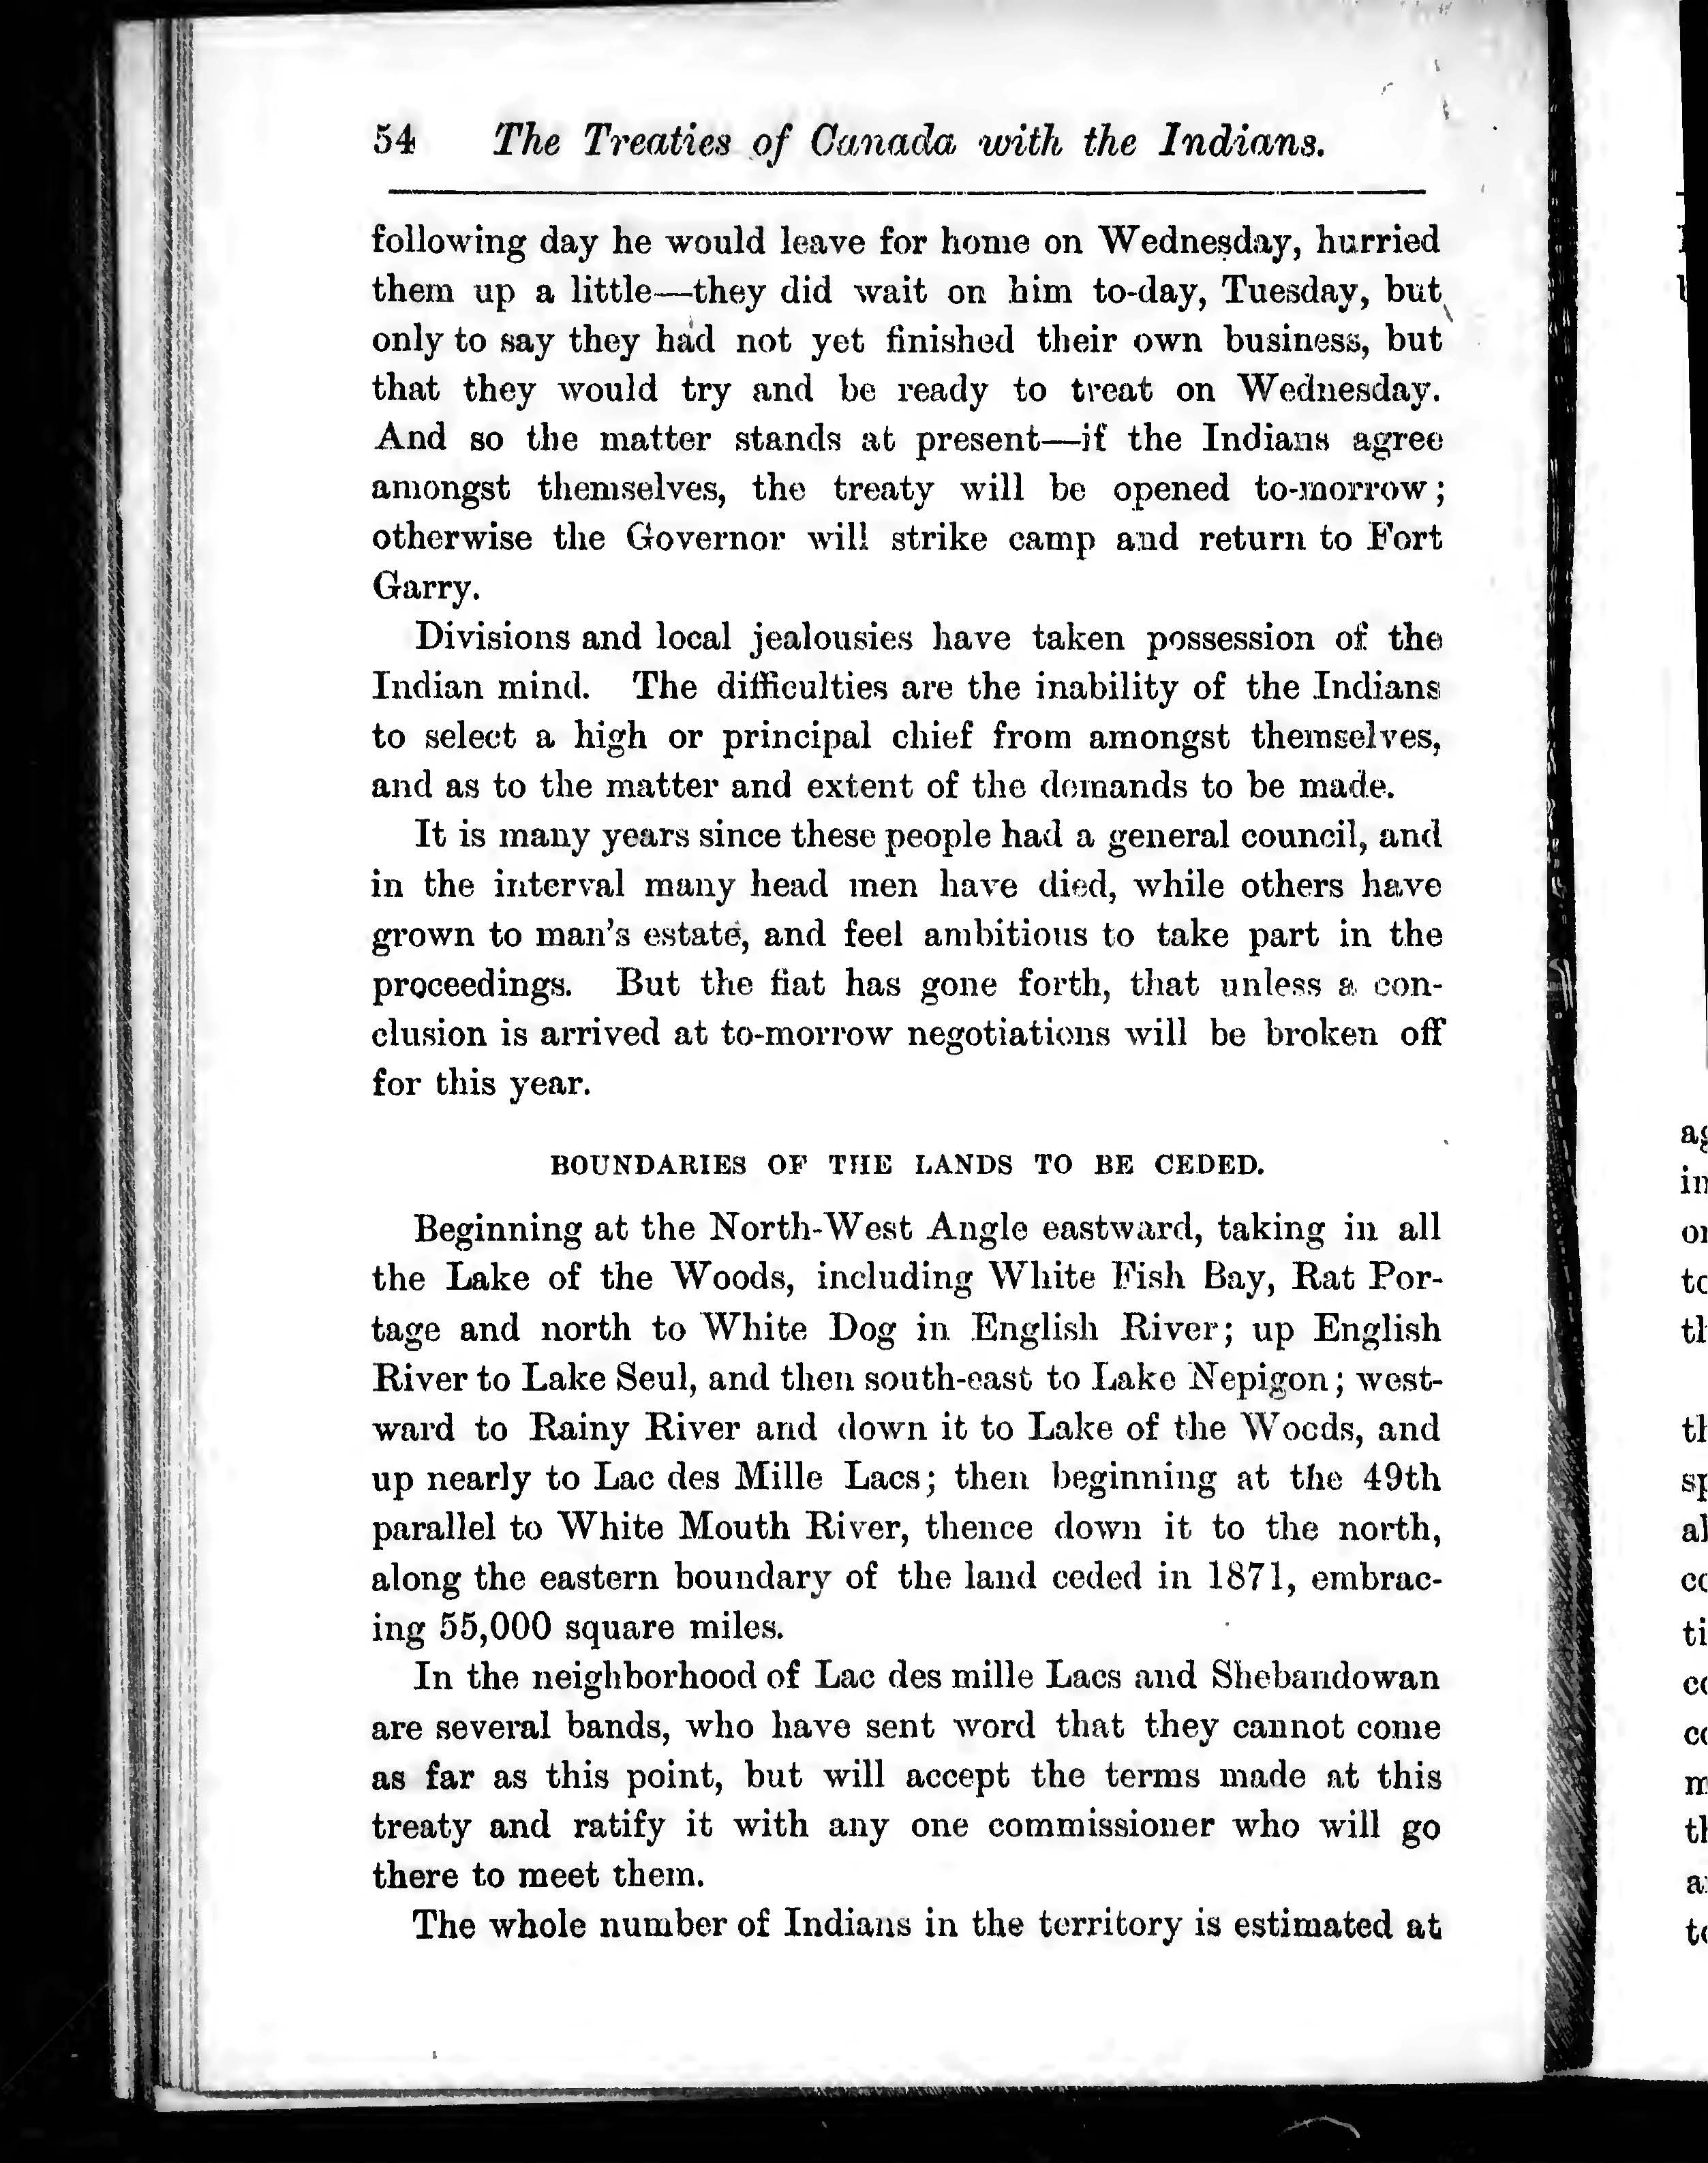 54 The Treaties of Canada with the Indians.
following day he would leave for home on Wednesday, hurried
them up a little—they did wait on him to-day, Tuesday, but
only to say they had not yet finished their own business, but
that they would try and be ready to treat on Wednesday.
And so the matter stands at present—if the Indians agree
amongst themselves, the treaty will be opened to-morrow;
otherwise the Governor will strike camp and return to Fort
Garry.
Divisions and local jealousies have taken possession of the
Indian mind. The difficulties are the inability of the Indians
to select a high or principal chief from amongst themselves,
and as to the matter and extent of the demands to be made.
It is many years since these people had a general council, and
in the interval many head men have died, while others have
grown to man's estate, and feel ambitious to take part in the
proceedings. But the fiat has gone forth, that unless a con-
clusion is arrived at to-morrow negotiations will be broken off
for this year.
BOUNDARIES OF THE LANDS TO BE CEDED.
Beginning at the North-West Angle eastward, taking in all
the Lake of the Woods, including White Fish Bay, Rat Por-
tage and north to White Dog in English River; up English
River to Lake Seul, and then south-east to Lake Nepigon; west-
ward to Rainy River and down it to Lake of the Woods, and
up nearly to Lac des Mille Lacs; then beginning at the 49th
parallel to White Mouth River, thence down it to the north,
along the eastern boundary of the land ceded in 1871, embrac-
ing 55,000 square miles.
In the neighborhood of Lac des mille Lacs and Shebandowan
are several bands, who have sent word that they cannot come
as far as this point, but will accept the terms made at this
treaty and ratify it with any one commissioner who will go
there to meet them.
The whole number of Indians in the territory is estimated at